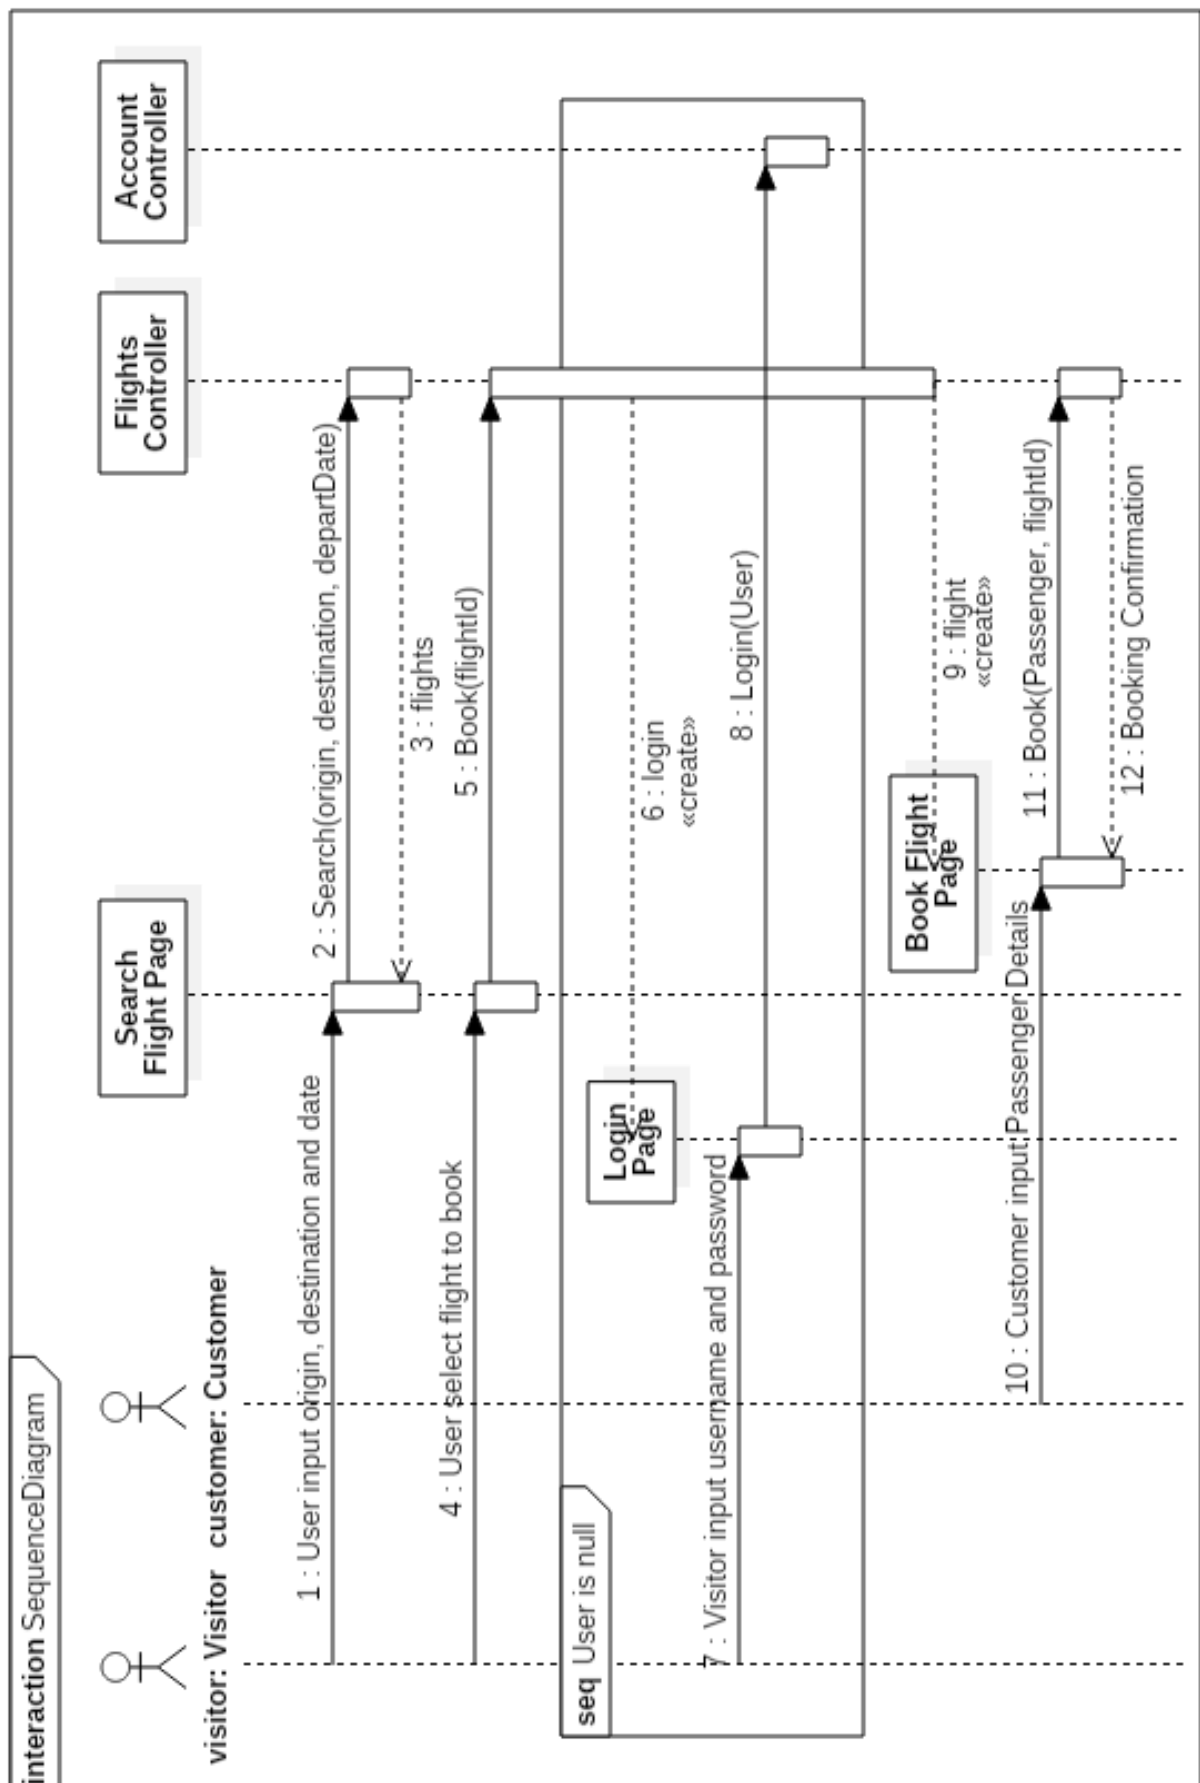 interaction SequenceDiagram
visitor: Visitor
customer: Customer
Login
Page
Search
Flight Page
Book Flight
Page
Flights
Controller
Account
Controller
1 : User input origin, destination and date
2 : Search(origin, destination, departDate)
3 : flights
4 : User select flight to book
5 : Book(flightId)
seq User is null
6 : login
«create»
7 : Visitor input username and password
8 : Login(User)
9 : flight
«create»
10 : Customer input Passenger Details
11 : Book(Passenger, flightId)
12 : Booking Confirmation